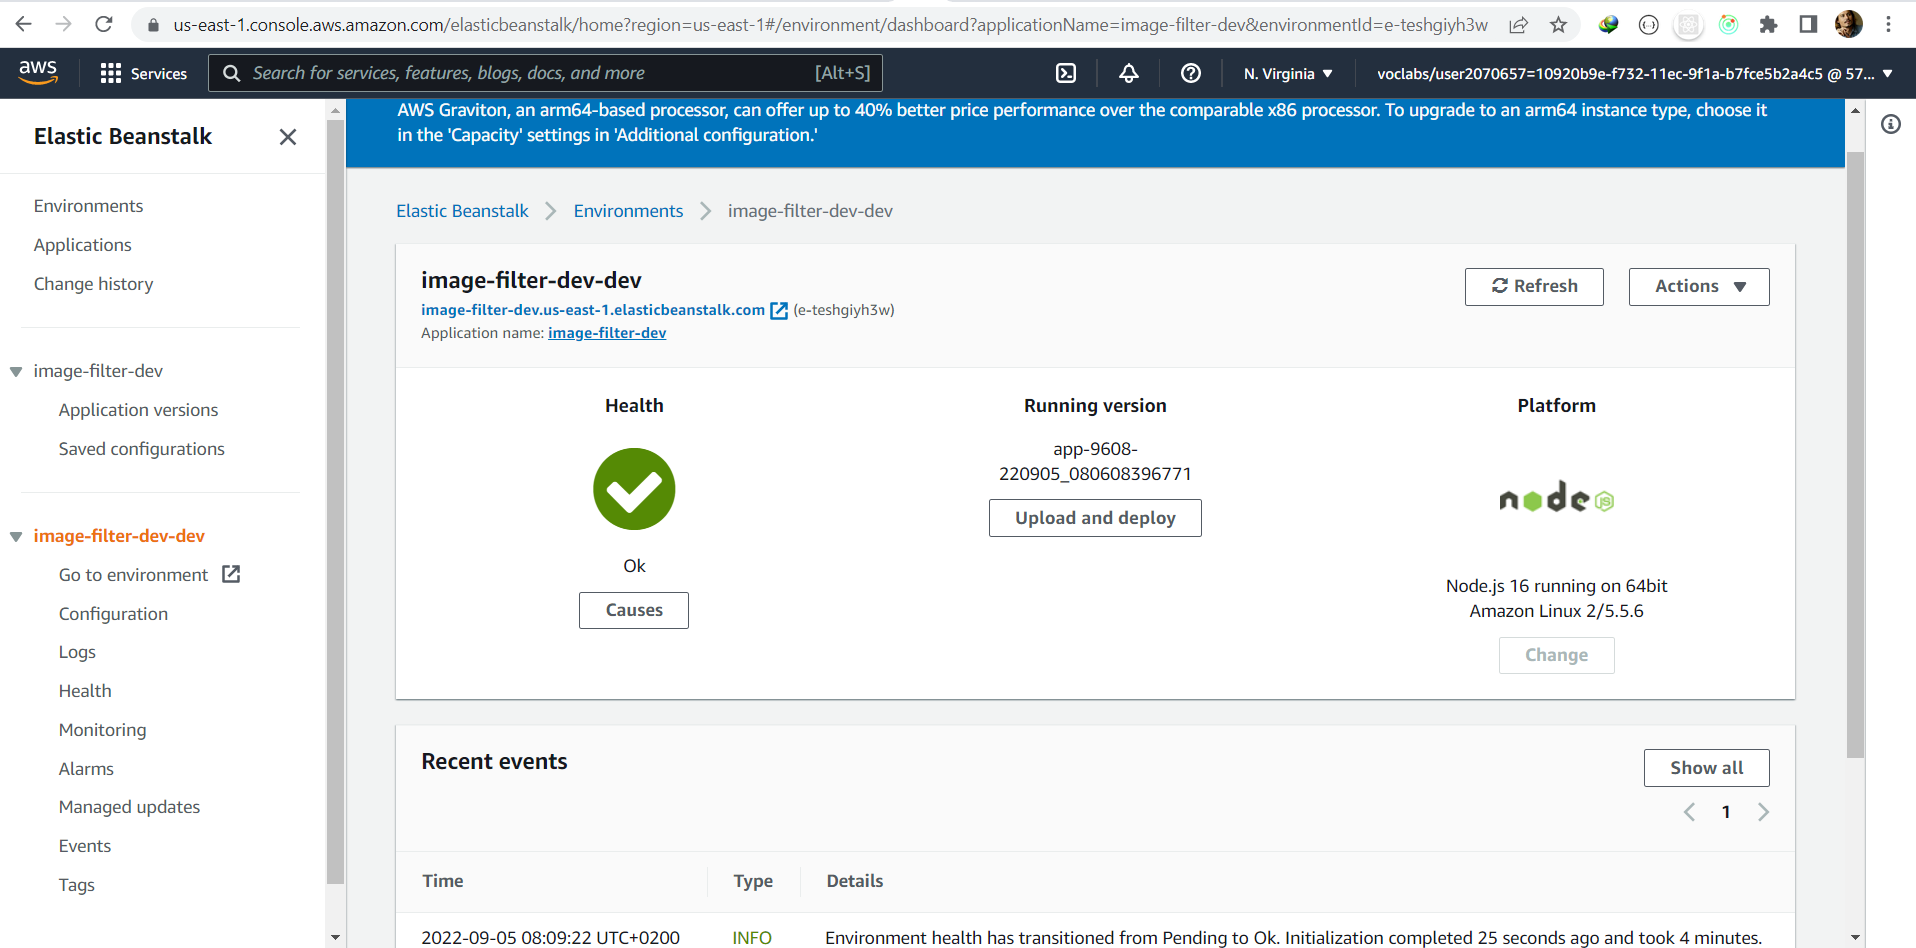 us-east-1.console.aws.amazon.com/elasticbeanstalk/home?region=us-east-1#/environment/dashboard?applicationName=image-filter-dev&environmentId=e-teshgiyh3w
aws
Services
Search for services, features, blogs, docs, and more
[Alt+S]
N. Virginia
voclabs/user2070657=10920b9e-f732-11ec-9f1a-b7fce5b2a4c5 @ 57...
Elastic Beanstalk
Environments
Applications
Change history
image-filter-dev
Application versions
Saved configurations
image-filter-dev-dev
Go to environment
Configuration
Logs
Health
Monitoring
Alarms
Managed updates
Events
Tags
AWS Graviton, an arm64-based processor, can offer up to 40% better price performance over the comparable x86 processor. To upgrade to an arm64 instance type, choose it
in the 'Capacity' settings in 'Additional configuration.'
Elastic Beanstalk
Environments
image-filter-dev-dev
image-filter-dev-dev
image-filter-dev.us-east-1.elasticbeanstalk.com (e-teshgiyh3w)
Application name: image-filter-dev
Refresh
Actions
Health
Ok
Causes
Running version
app-9608-
220905_080608396771
Upload and deploy
Platform
node JS
Node.js 16 running on 64bit
Amazon Linux 2/5.5.6
Change
Recent events
Show all
1
Time
Type
Details
2022-09-05 08:09:22 UTC+0200
INFO
Environment health has transitioned from Pending to Ok. Initialization completed 25 seconds ago and took 4 minutes.